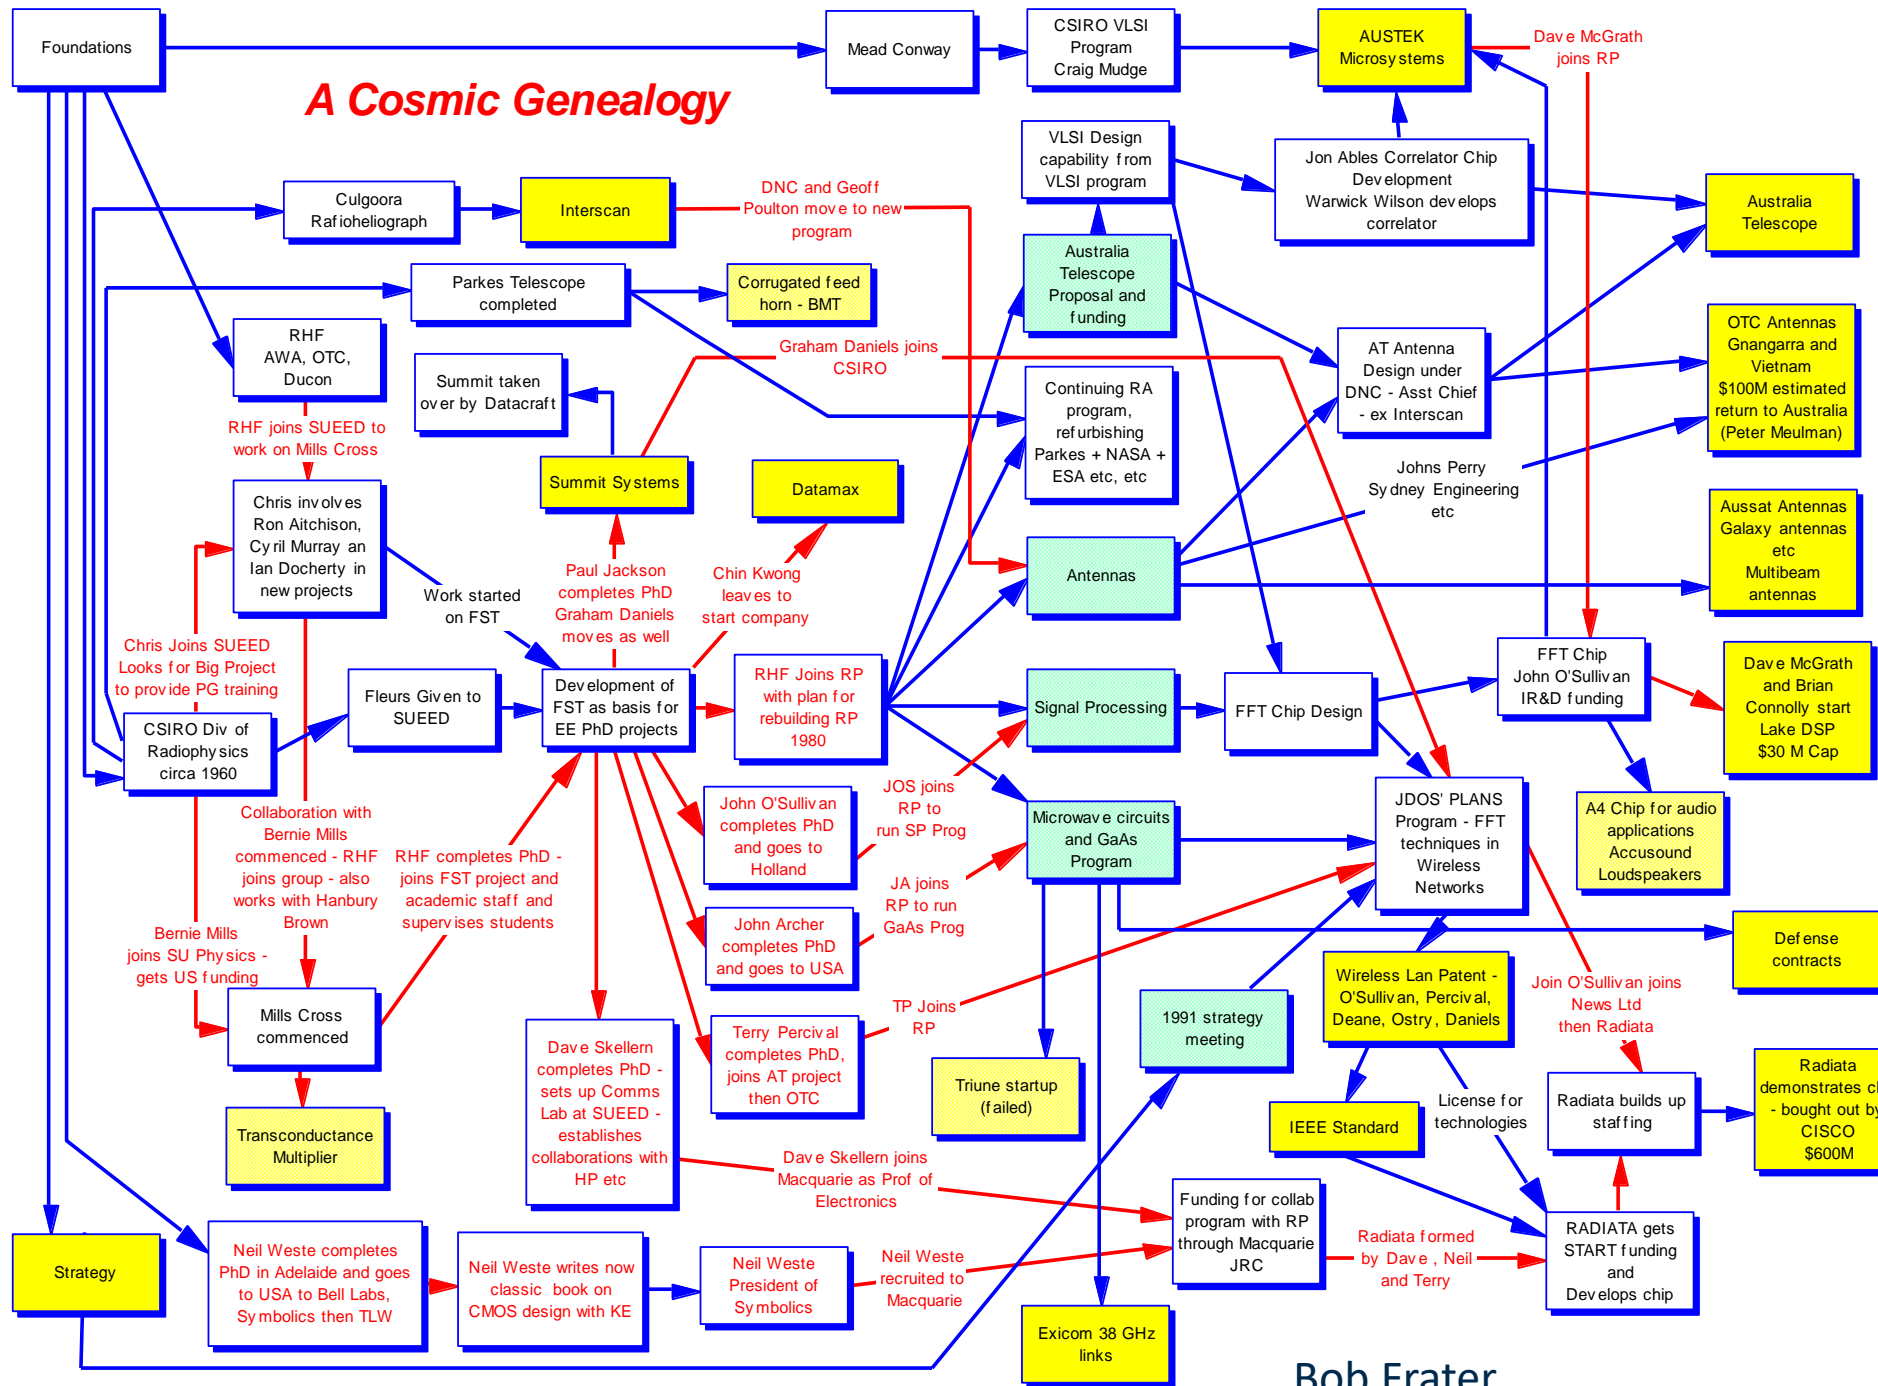 Foundations
Mead Conway
CSIRO VLSI
Program
Craig Mudge
AUSTEK
Microsystems
Dave McGrath
joins RP
A Cosmic Genealogy
VLSI Design
capability from
VLSI program
Jon Ables Correlator Chip
Development
Warwick Wilson develops
correlator
Australia
Telescope
Culgoora
Rafioheliograph
Interscan
DNC and Geoff
Poulton move to new
program
Australia
Telescope
Proposal and
funding
Parkes Telescope
completed
Corrugated feed
horn - BMT
RHF
AWA, OTC,
Ducon
Graham Daniels joins
CSIRO
AT Antenna
Design under
DNC - Asst Chief
- ex Interscan
OTC Antennas
Gnangarra and
Vietnam
$100M estimated
return to Australia
(Peter Meulman)
Summit taken
over by Datacraft
Continuing RA
program,
refurbishing
Parkes + NASA +
ESA etc, etc
RHF joins SUEED to
work on Mills Cross
Summit Systems
Datamax
Johns Perry
Sydney Engineering
etc
Chris involves
Ron Aitchison,
Cyril Murray an
Ian Docherty in
new projects
Aussat Antennas
Galaxy antennas
etc
Multibeam
antennas
Antennas
Work started
on FST
Paul Jackson
completes PhD
Graham Daniels
moves as well
Chin Kwong
leaves to
start company
Chris Joins SUEED
Looks for Big Project
to provide PG training
Fleurs Given to
SUEED
Development of
FST as basis for
EE PhD projects
RHF Joins RP
with plan for
rebuilding RP
1980
Signal Processing
FFT Chip Design
FFT Chip
John O'Sullivan
IR&D funding
Dave McGrath
and Brian
Connolly start
Lake DSP
$30 M Cap
CSIRO Div of
Radiophysics
circa 1960
John O'Sullivan
completes PhD
and goes to
Holland
JOS joins
RP to
run SP Prog
Microwave circuits
and GaAs
Program
JDOS' PLANS
Program - FFT
techniques in
Wireless
Networks
A4 Chip for audio
applications
Accusound
Loudspeakers
Collaboration with
Bernie Mills
commenced - RHF
joins group - also
works with Hanbury
Brown
RHF completes PhD -
joins FST project and
academic staff and
supervises students
JA joins
RP to run
GaAs Prog
John Archer
completes PhD
and goes to USA
Defense
contracts
Bernie Mills
joins SU Physics -
gets US funding
Wireless Lan Patent -
O'Sullivan, Percival,
Deane, Ostry, Daniels
Join O'Sullivan joins
News Ltd
then Radiata
Mills Cross
commenced
TP Joins
RP
1991 strategy
meeting
Dave Skellern
completes PhD -
sets up Comms
Lab at SUEED -
establishes
collaborations with
HP etc
Terry Percival
completes PhD,
joins AT project
then OTC
Triune startup
(failed)
License for
technologies
Radiata builds up
staffing
Radiata
demonstrates
- bought out by
CISCO
$600M
Transconductance
Multiplier
IEEE Standard
Dave Skellern joins
Macquarie as Prof of
Electronics
Funding for collab
program with RP
through Macquarie
JRC
Radiata formed
by Dave, Neil
and Terry
RADIATA gets
START funding
and
Develops chip
Strategy
Neil Weste completes
PhD in Adelaide and goes
to USA to Bell Labs,
Symbolics then TLW
Neil Weste writes now
classic book on
CMOS design with KE
Neil Weste
President of
Symbolics
Neil Weste
recruited to
Macquarie
Exicom 38 GHz
links
Bob Frater